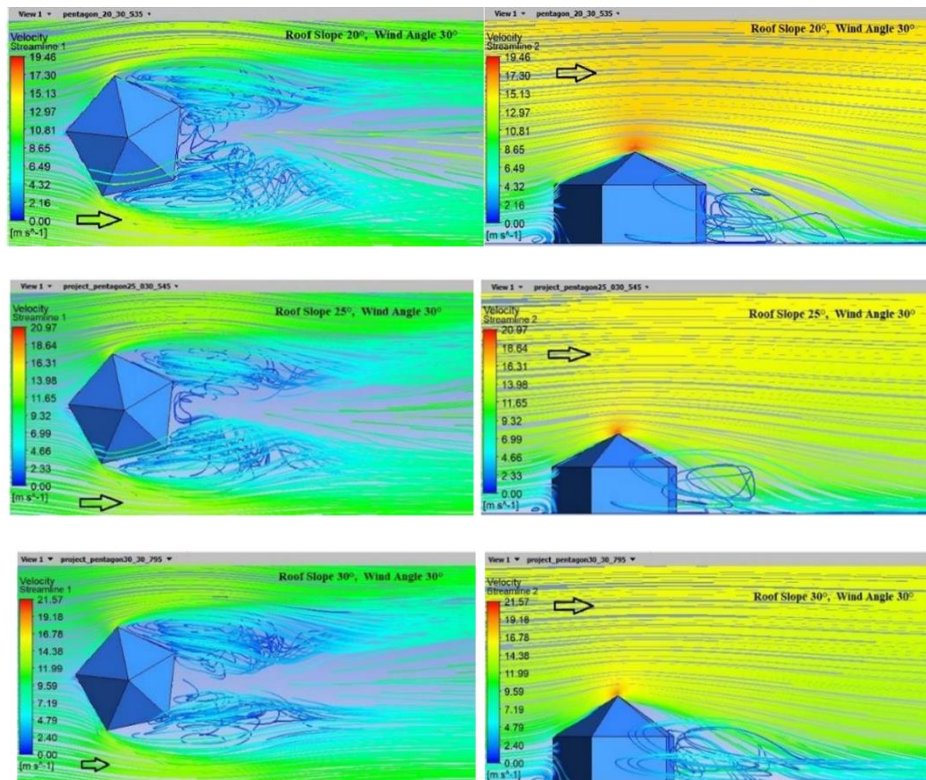 View 1 ▾ pentagon_20_30_535 ▾
Roof Slope 20°, Wind Angle 30°
Velocity
Streamline 1
19.46
17.30
15.13
12.97
10.81
8.65
6.49
4.32
2.16
0.00
[m s^-1]
View 1 ▾ pentagon_20_30_535 ▾
Roof Slope 20°, Wind Angle 30°
Velocity
Streamline 2
19.46
17.30
15.13
12.97
10.81
8.65
6.49
4.32
2.16
0.00
[m s^-1]
View 1 ▾ project_pentagon25_030_545 ▾
Roof Slope 25°, Wind Angle 30°
Velocity
Streamline 1
20.97
18.64
16.31
13.98
11.65
9.32
6.99
4.66
2.33
0.00
[m s^-1]
View 1 ▾ project_pentagon25_030_545 ▾
Roof Slope 25°, Wind Angle 30°
Velocity
Streamline 2
20.97
18.64
16.31
13.98
11.65
9.32
6.99
4.66
2.33
0.00
[m s^-1]
View 1 ▾ project_pentagon30_30_795 ▾
Roof Slope 30°, Wind Angle 30°
Velocity
Streamline 1
21.57
19.18
16.78
14.38
11.99
9.59
7.19
4.79
2.40
0.00
[m s^-1]
View 1 ▾ project_pentagon30_30_795 ▾
Roof Slope 30°, Wind Angle 30°
Velocity
Streamline 2
21.57
19.18
16.78
14.38
11.99
9.59
7.19
4.79
2.40
0.00
[m s^-1]